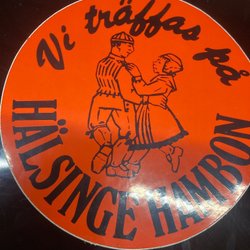 Vi träffas på
HÄLSINGE HAMBON